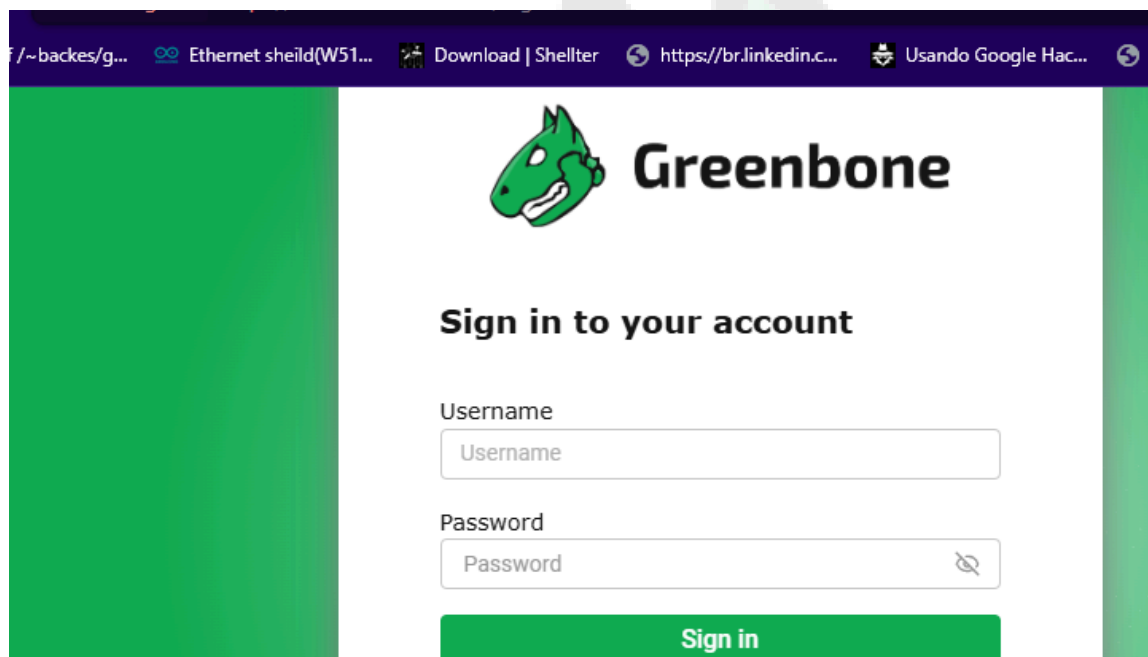 f/~backes/g... Ethernet sheild(W51... Download | Shellter https://br.linkedin.c... Usando Google Hac...
Greenbone
Sign in to your account
Username
Username
Password
Password
Sign in